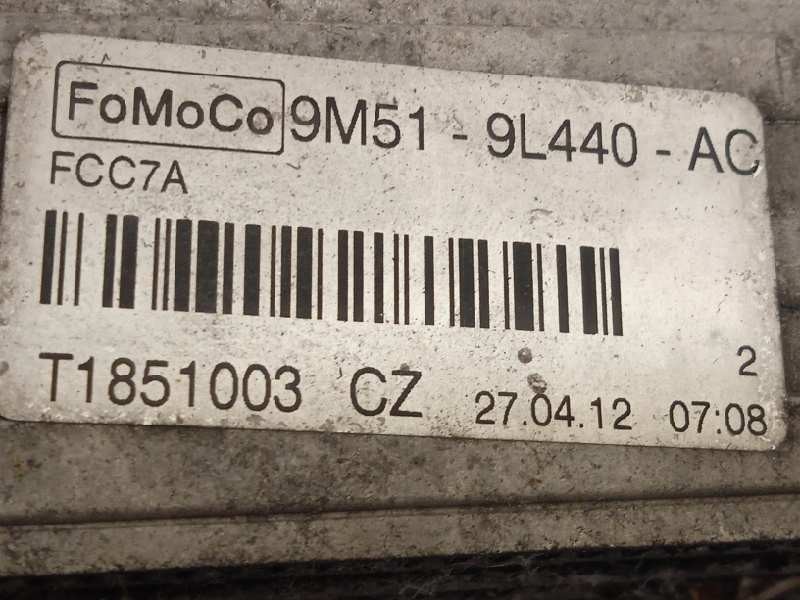 FoMoCo 9M51 - 9L440 - AC
FCC7A
2
T1851003 CZ 27.04.12 07:08